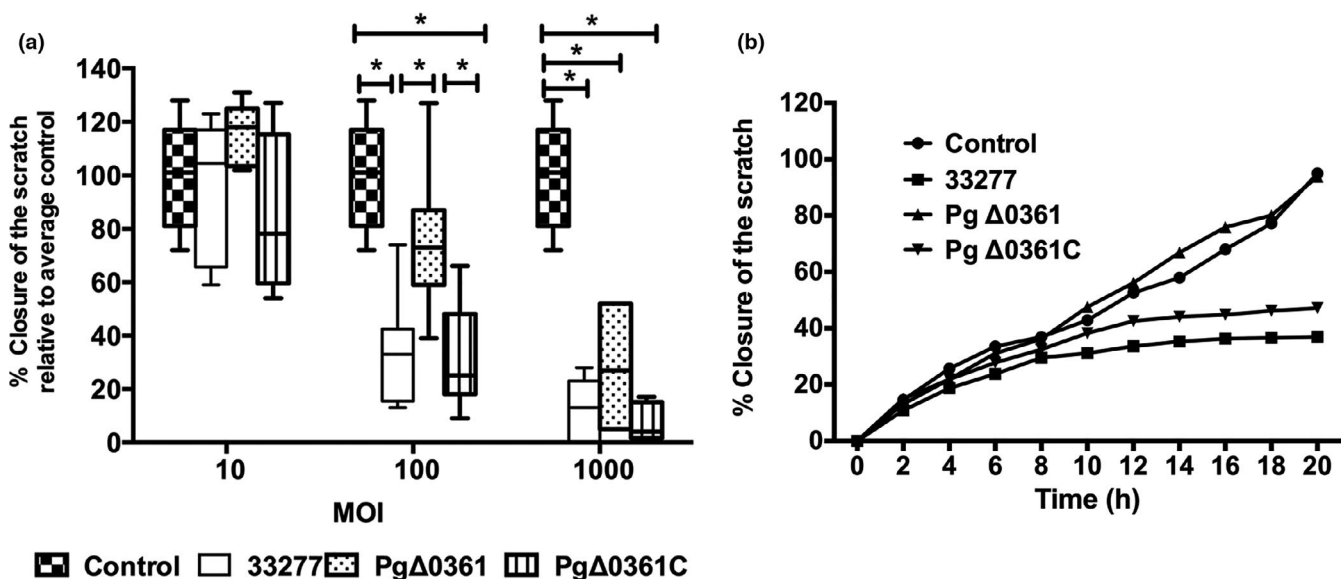 (a)
% Closure of the scratch
relative to average control
140
120
100
80
60
40
20
0
* * * *
* * *
10 100 1000
MOI
Control 33277 PgΔ0361 PgΔ0361C
(b)
% Closure of the scratch
120
100
80
60
40
20
0
Control
33277
Pg Δ0361
Pg Δ0361C
0 2 4 6 8 10 12 14 16 18 20
Time (h)